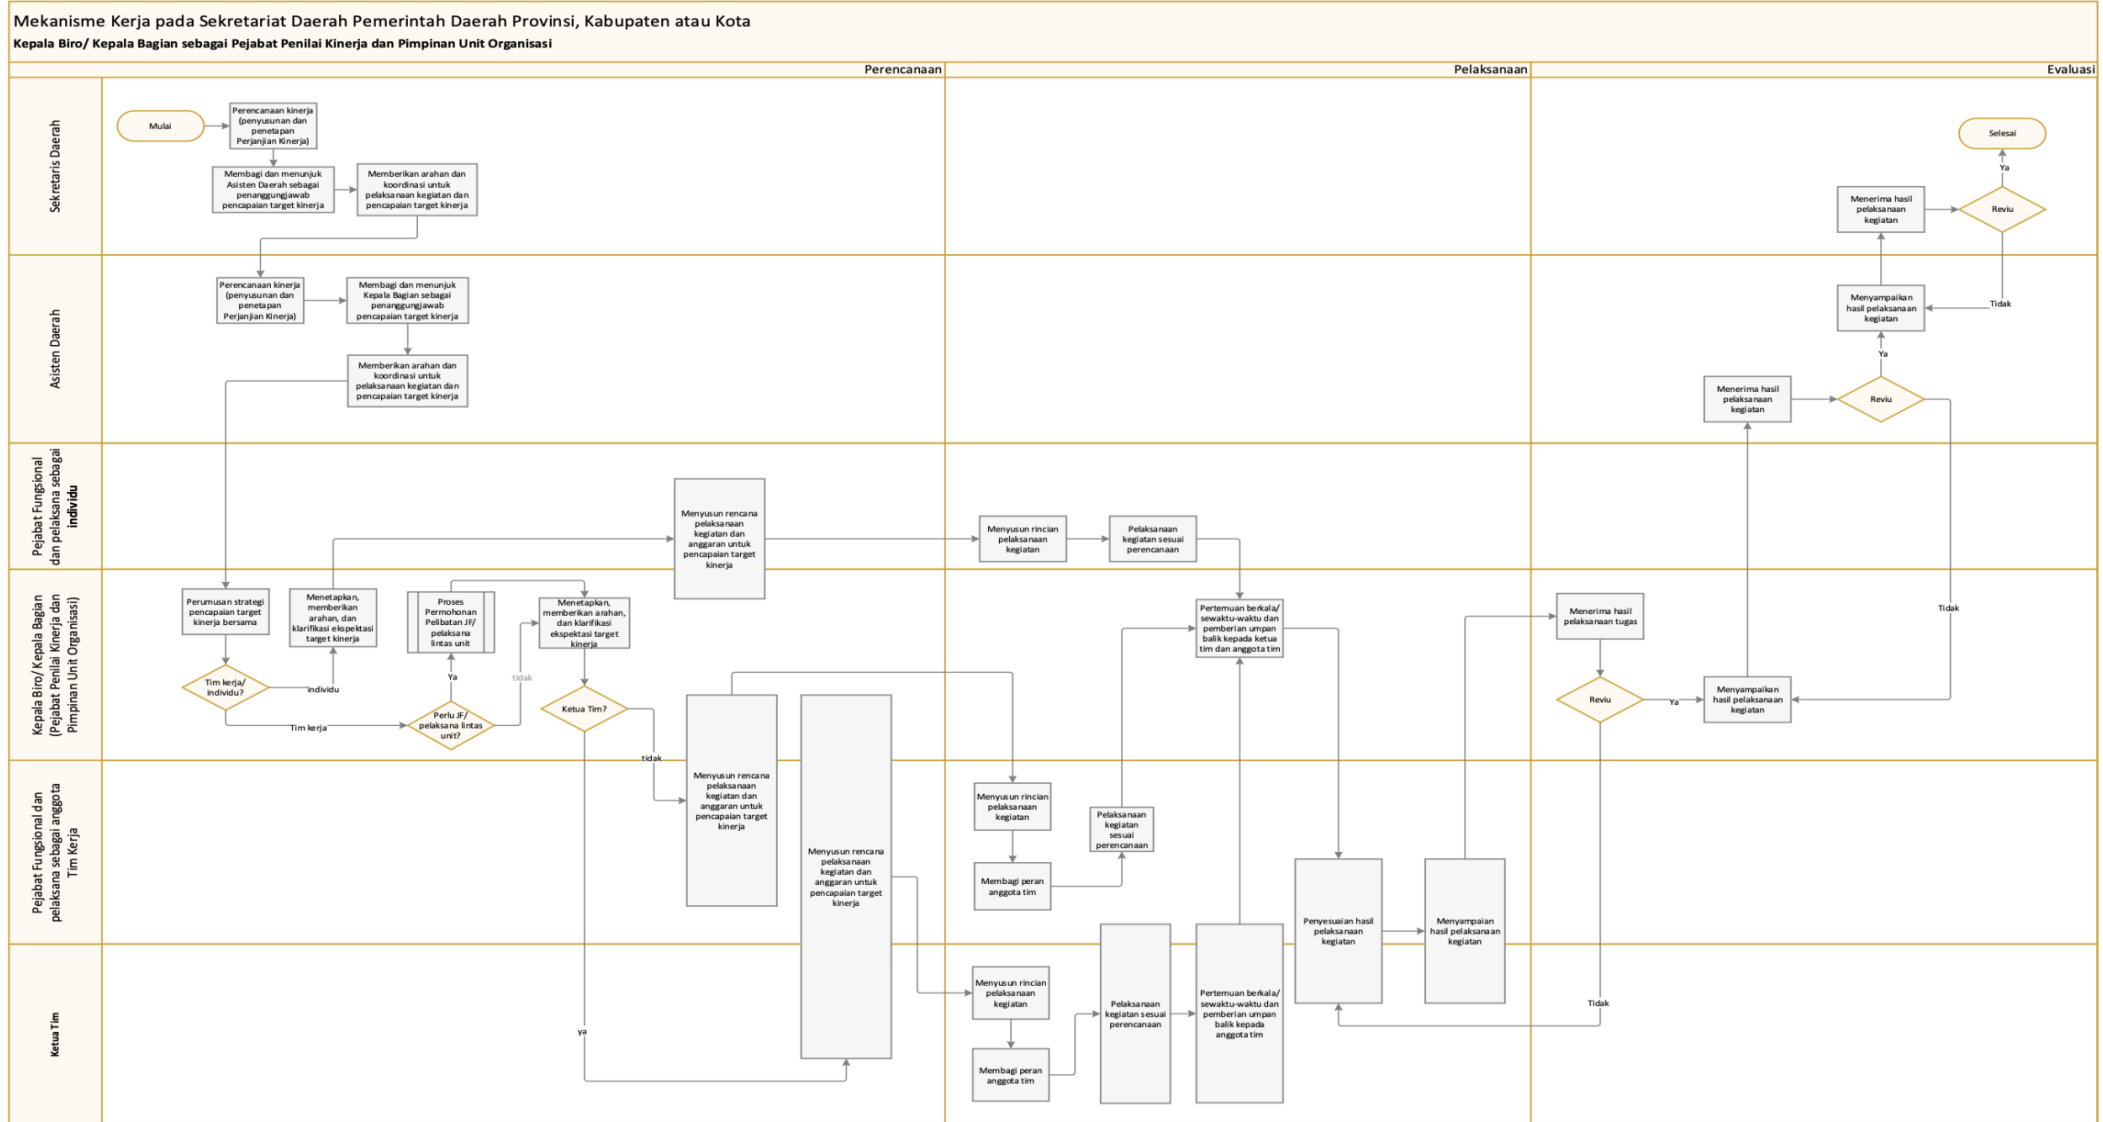 Mekanisme Kerja pada Sekretariat Daerah Pemerintah Daerah Provinsi, Kabupaten atau Kota
Kepala Biro/ Kepala Bagian sebagai Pejabat Penilai Kinerja dan Pimpinan Unit Organisasi
Perencanaan
Pelaksanaan
Evaluasi
Sekretaris Daerah
Mulai
Perencanaan kinerja
(penyusunan dan
penetapan
Perjanjian Kinerja)
Membagi dan menunjuk
Asisten Daerah sebagai
penanggungjawab
pencapaian target kinerja
Memberikan arahan dan
koordinasi untuk
pelaksanaan kegiatan dan
pencapaian target kinerja
Menerima hasil
pelaksanaan
kegiatan
Reviu
Ya
Selesai
Tidak
Asisten Daerah
Perencanaan kinerja
(penyusunan dan
penetapan
Perjanjian Kinerja)
Membagi dan menunjuk
Kepala Bagian sebagai
penanggungjawab
pencapaian target kinerja
Memberikan arahan dan
koordinasi untuk
pelaksanaan kegiatan dan
pencapaian target kinerja
Menyampaikan
hasil pelaksanaan
kegiatan
Ya
Menerima hasil
pelaksanaan
kegiatan
Reviu
Tidak
Pejabat Fungsional
dan pelaksana sebagai
individu
Menyusun rencana
pelaksanaan
kegiatan dan
anggaran untuk
pencapaian target
kinerja
Menyusun rincian
pelaksanaan
kegiatan
Pelaksanaan
kegiatan sesuai
perencanaan
Kepala Biro/ Kepala Bagian
(Pejabat Penilai Kinerja dan
Pimpinan Unit Organisasi)
Perumusan strategi
pencapaian target
kinerja bersama
Tim kerja/
individu?
individu
Tim kerja
Menetapkan,
memberikan
arahan, dan
klarifikasi ekspektasi
target kinerja
Proses
Permohonan
Pelibatan JF/
pelaksana
lintas unit
Ya
Perlu JF/
pelaksana lintas
unit?
tidak
Menetapkan,
memberikan arahan,
dan klarifikasi
ekspektasi target
kinerja
Ketua Tim?
tidak
ya
Pertemuan berkala/
sewaktu-waktu dan
pemberian umpan
balik kepada ketua
tim dan anggota tim
Menerima hasil
pelaksanaan tugas
Reviu
Ya
Menyampaikan
hasil pelaksanaan
kegiatan
Tidak
Pejabat Fungsional dan
pelaksana sebagai anggota
Tim Kerja
Menyusun rencana
pelaksanaan
kegiatan dan
anggaran untuk
pencapaian target
kinerja
Menyusun rencana
pelaksanaan
kegiatan dan
anggaran untuk
pencapaian target
kinerja
Menyusun rincian
pelaksanaan
kegiatan
Membagi peran
anggota tim
Pelaksanaan
kegiatan
sesuai
perencanaan
Penyesuaian hasil
pelaksanaan
kegiatan
Menyampaian
hasil pelaksanaan
kegiatan
Ketua Tim
Menyusun rincian
pelaksanaan
kegiatan
Membagi peran
anggota tim
Pelaksanaan
kegiatan sesuai
perencanaan
Pertemuan berkala/
sewaktu-waktu dan
pemberian umpan
balik kepada
anggota tim